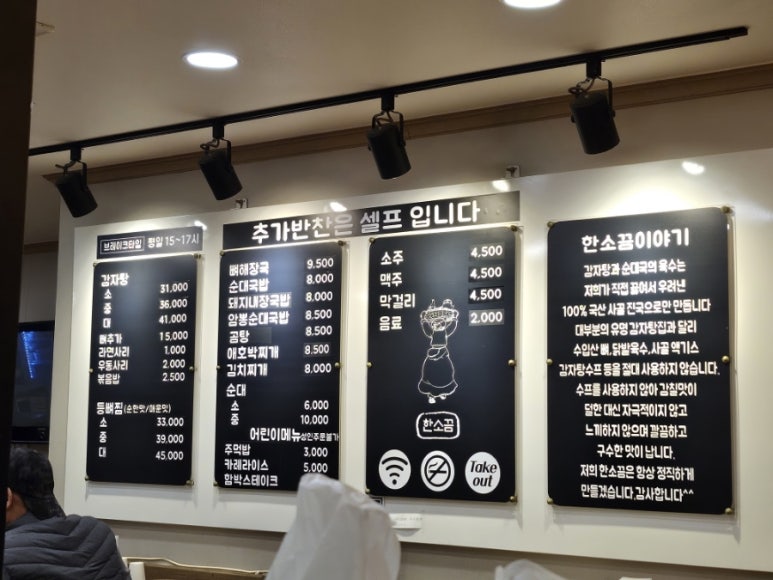 추가반찬은 셀프 입니다
브레이크타임 평일 15~17시
감자탕
소 31,000
중 36,000
대 41,000
뼈추가 15,000
라면사리 1,000
우동사리 2,000
볶음밥 2,500
등뼈찜(순한맛/매운맛)
소 33,000
중 39,000
대 45,000
뼈해장국 9,500
순대국밥 8,000
돼지내장국밥 8,000
암뽕순대국밥 8,500
곰탕 8,500
애호박찌개 8,500
김치찌개 8,000
순대
소 6,000
중 10,000
어린이메뉴 성인주문불가
주먹밥 3,000
카레라이스 5,000
함박스테이크
소주 4,500
맥주 4,500
막걸리 4,500
음료 2,000
한소끔
Take out
한소끔이야기
감자탕과 순대국의 육수는
저희가 직접 끓여서 우려낸
100% 국산 사골 진국으로만 만듭니다
대부분의 유명 감자탕집과 달리
수입산 뼈, 닭발육수, 사골 엑기스
감자탕수프 등을 절대 사용하지 않습니다.
수프를 사용하지 않아 감칠맛이
덜한 대신 자극적이지 않고
느끼하지 않으며 깔끔하고
구수한 맛이 납니다.
저희 한소끔은 항상 정직하게
만들겠습니다.감사합니다^^